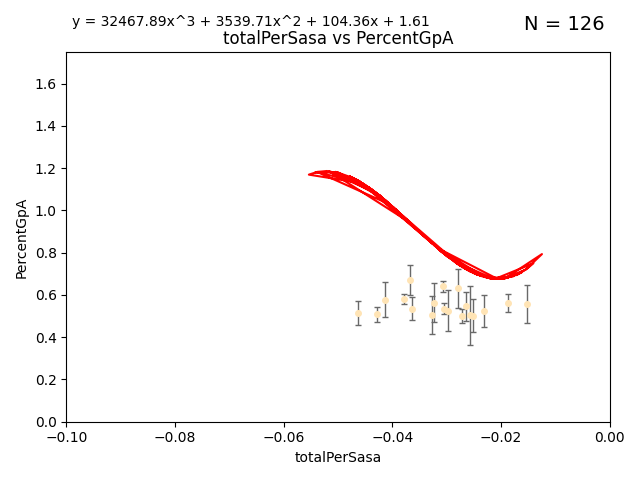 y = 32467.89x^3 + 3539.71x^2 + 104.36x + 1.61
N = 126
totalPerSasa vs PercentGpA
1.6
1.4
1.2
1.0
0.8
0.6
0.4
0.2
0.0
PercentGpA
−0.10 −0.08 −0.06 −0.04 −0.02 0.00
totalPerSasa